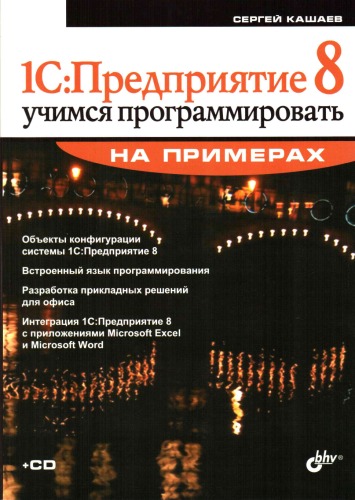 СЕРГЕЙ КАШАЕВ
1С:Предприятие 8
учимся программировать
НА ПРИМЕРАХ
Объекты конфигурации
системы 1С:Предприятие 8
Встроенный язык программирования
Разработка прикладных решений
для офиса
Интеграция 1С:Предприятие 8
с приложениями Microsoft Excel
и Microsoft Word
+CD
bhv®